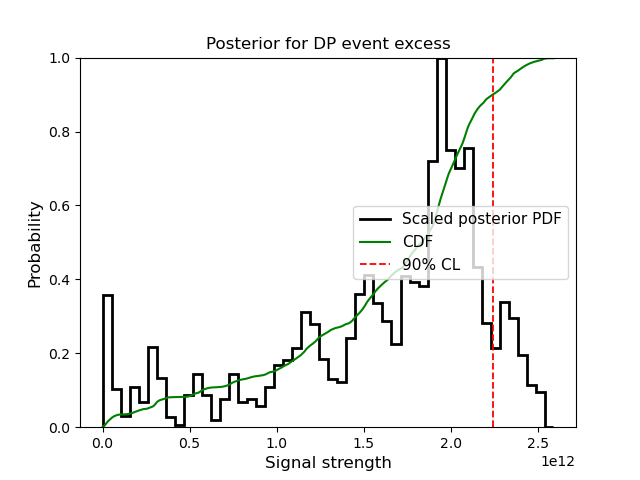 Posterior for DP event excess
1.0
0.8
0.6
0.4
0.2
0.0
Probability
Scaled posterior PDF
CDF
90% CL
0.0 0.5 1.0 1.5 2.0 2.5
1e12
Signal strength